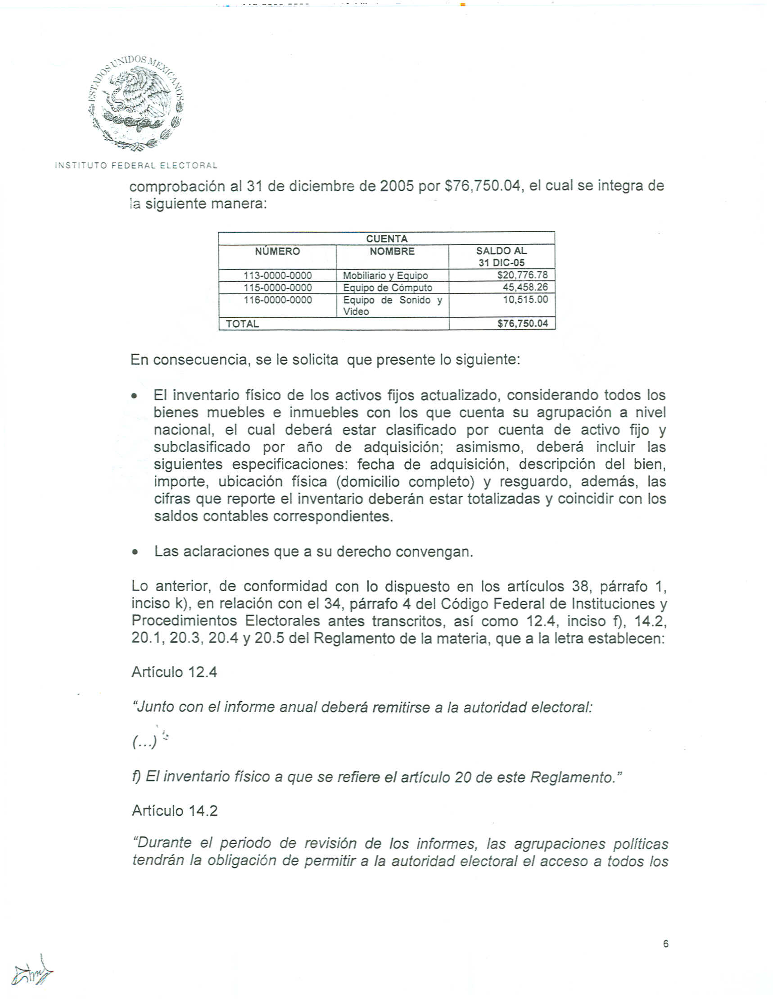 ESTADOS UNIDOS MEXICANOS
INSTITUTO FEDERAL ELECTORAL
comprobación al 31 de diciembre de 2005 por $76,750.04, el cual se integra de
la siguiente manera:
CUENTA
NÚMERO NOMBRE SALDO AL
31 DIC-05
113-0000-0000 Mobiliario y Equipo $20,776.78
115-0000-0000 Equipo de Cómputo 45,458.26
116-0000-0000 Equipo de Sonido y 10,515.00
Video
TOTAL $76,750.04
En consecuencia, se le solicita que presente lo siguiente:
• El inventario físico de los activos fijos actualizado, considerando todos los
bienes muebles e inmuebles con los que cuenta su agrupación a nivel
nacional, el cual deberá estar clasificado por cuenta de activo fijo y
subclasificado por año de adquisición; asimismo, deberá incluir las
siguientes especificaciones: fecha de adquisición, descripción del bien,
importe, ubicación física (domicilio completo) y resguardo, además, las
cifras que reporte el inventario deberán estar totalizadas y coincidir con los
saldos contables correspondientes.
• Las aclaraciones que a su derecho convengan.
Lo anterior, de conformidad con lo dispuesto en los artículos 38, párrafo 1,
inciso k), en relación con el 34, párrafo 4 del Código Federal de Instituciones y
Procedimientos Electorales antes transcritos, así como 12.4, inciso f), 14.2,
20.1, 20.3, 20.4 y 20.5 del Reglamento de la materia, que a la letra establecen:
Artículo 12.4
“Junto con el informe anual deberá remitirse a la autoridad electoral:
(...)
f) El inventario físico a que se refiere el artículo 20 de este Reglamento.”
Artículo 14.2
“Durante el periodo de revisión de los informes, las agrupaciones políticas
tendrán la obligación de permitir a la autoridad electoral el acceso a todos los
6